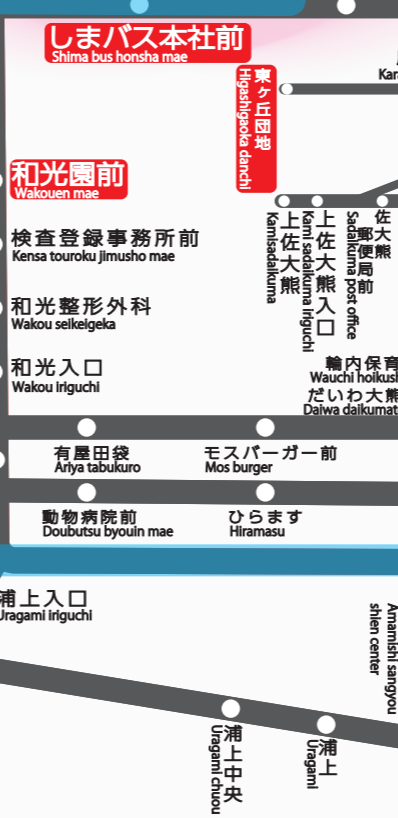 しまバス本社前
Shima bus honsha mae
東ヶ丘団地
Higashigaoka danchi
Kar
和光園前
Wakouen mae
検査登録事務所前
Kensa touroku jimusho mae
和光整形外科
Wakou seikeigeka
和光入口
Wakou Iriguchi
上佐大熊
Kamisadaikuma
上佐大熊入口
Kami sadaikuma iriguchi
佐大熊
郵便局前
Sadaikuma post office
輪内保育
Wauchi hoikush
だいわ大熊
Daiwa daikumat
有屋田袋
Ariya tabukuro
モスバーガー前
Mos burger
動物病院前
Doubutsu byouin mae
ひらます
Hiramasu
浦上入口
Uragami iriguchi
Amamishi sangyou
shien center
浦上中央
Uragami chuou
浦上
Uragami